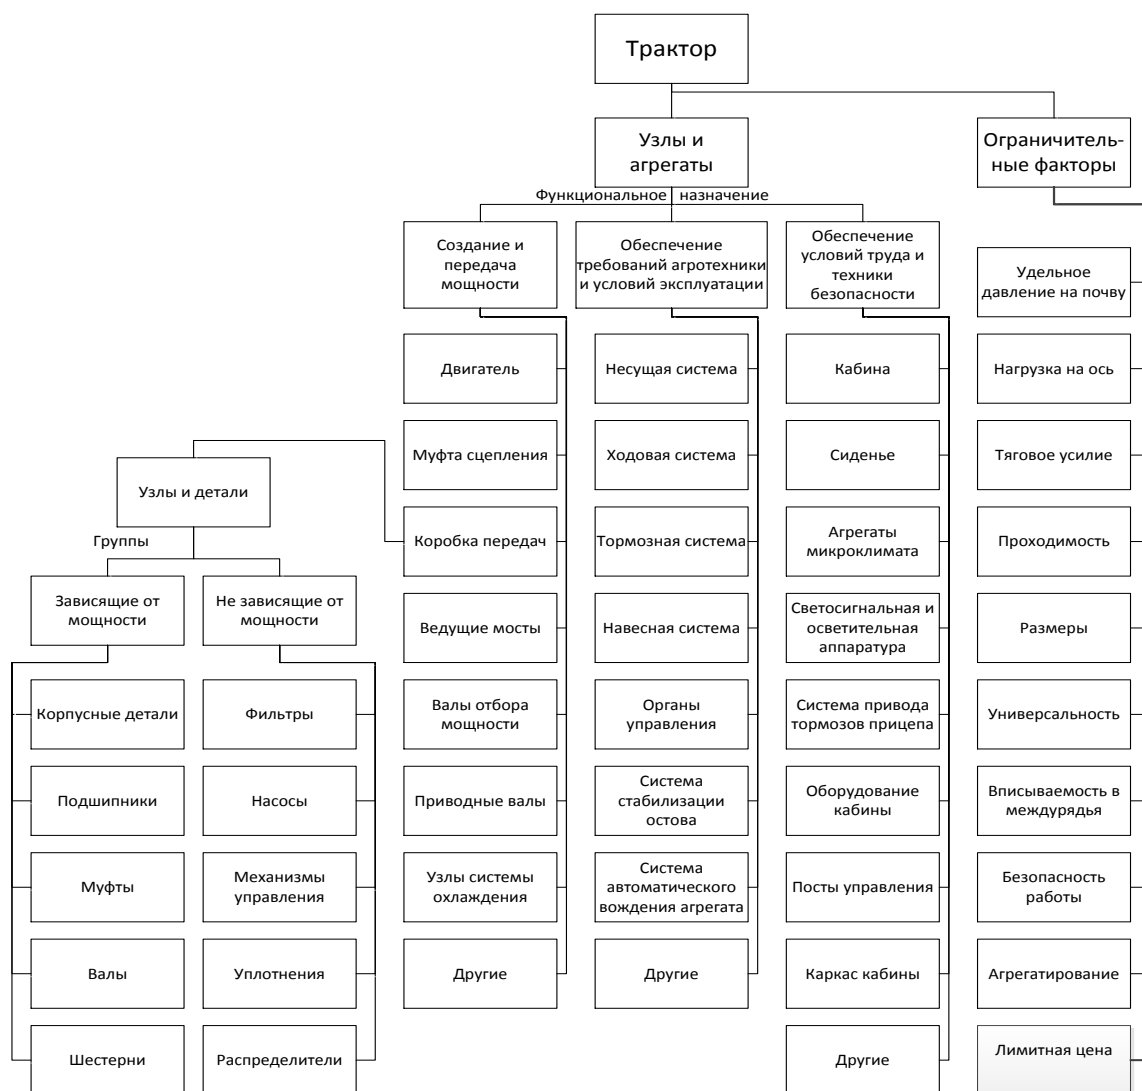 Трактор
Узлы и
агрегаты
Ограничитель-
ные факторы
Функциональное назначение
Создание и
передача
мощности
Обеспечение
требований агротехники
и условий эксплуатации
Обеспечение
условий труда и
техники
безопасности
Удельное
давление на почву
Двигатель
Несущая система
Кабина
Нагрузка на ось
Муфта сцепления
Ходовая система
Сиденье
Тяговое усилие
Узлы и детали
Группы
Коробка передач
Тормозная система
Агрегаты
микроклимата
Проходимость
Зависящие от
мощности
Не зависящие от
мощности
Ведущие мосты
Навесная система
Светосигнальная и
осветительная
аппаратура
Размеры
Корпусные детали
Фильтры
Валы отбора
мощности
Органы
управления
Система привода
тормозов прицепа
Универсальность
Подшипники
Насосы
Приводные валы
Система
стабилизации
остова
Оборудование
кабины
Вписываемость в
междурядья
Муфты
Механизмы
управления
Узлы системы
охлаждения
Система
автоматического
вождения агрегата
Посты управления
Безопасность
работы
Валы
Уплотнения
Другие
Другие
Каркас кабины
Агрегатирование
Шестерни
Распределители
Другие
Лимитная цена